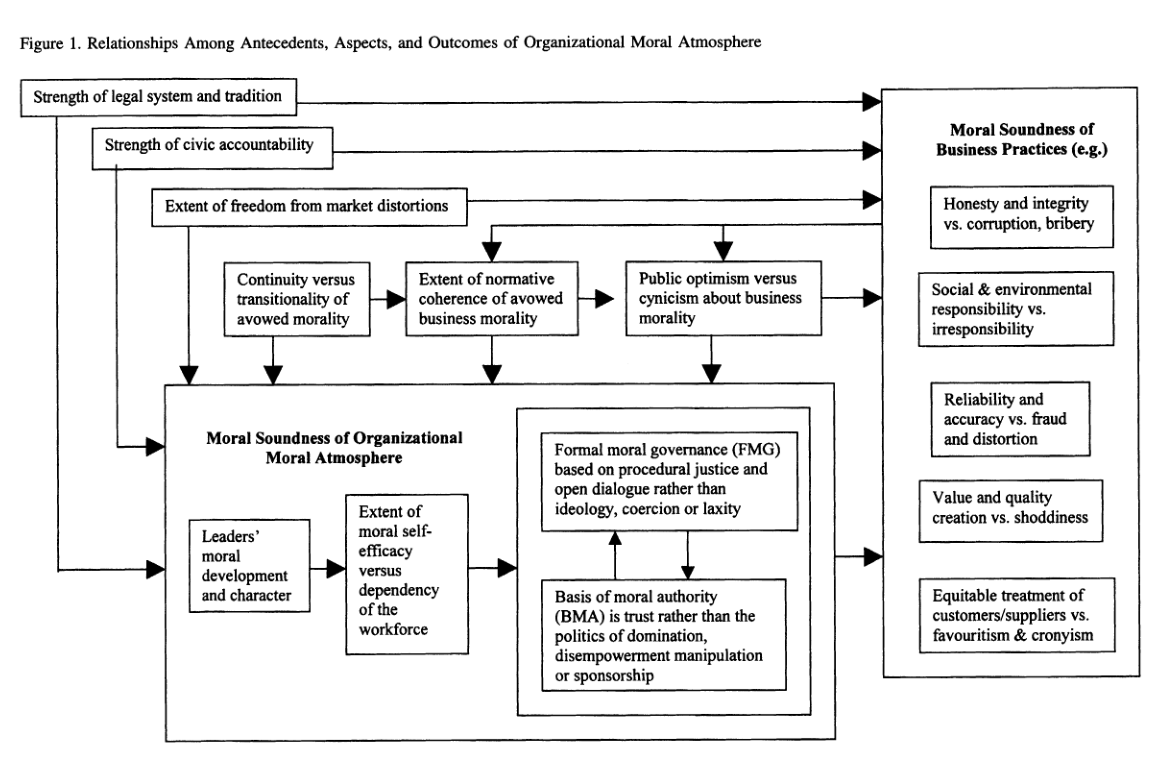 Figure 1. Relationships Among Antecedents, Aspects, and Outcomes of Organizational Moral Atmosphere
Strength of legal system and tradition
Strength of civic accountability
Extent of freedom from market distortions
Continuity versus
transitionality of
avowed morality
Extent of normative
coherence of avowed
business morality
Public optimism versus
cynicism about business
morality
Moral Soundness of Organizational
Moral Atmosphere
Leaders'
moral
development
and character
Extent of
moral self-
efficacy
versus
dependency
of the
workforce
Formal moral governance (FMG)
based on procedural justice and
open dialogue rather than
ideology, coercion or laxity
Basis of moral authority
(BMA) is trust rather than the
politics of domination,
disempowerment manipulation
or sponsorship
Moral Soundness of
Business Practices (e.g.)
Honesty and integrity
vs. corruption, bribery
Social & environmental
responsibility vs.
irresponsibility
Reliability and
accuracy vs. fraud
and distortion
Value and quality
creation vs. shoddiness
Equitable treatment of
customers/suppliers vs.
favouritism & cronyism